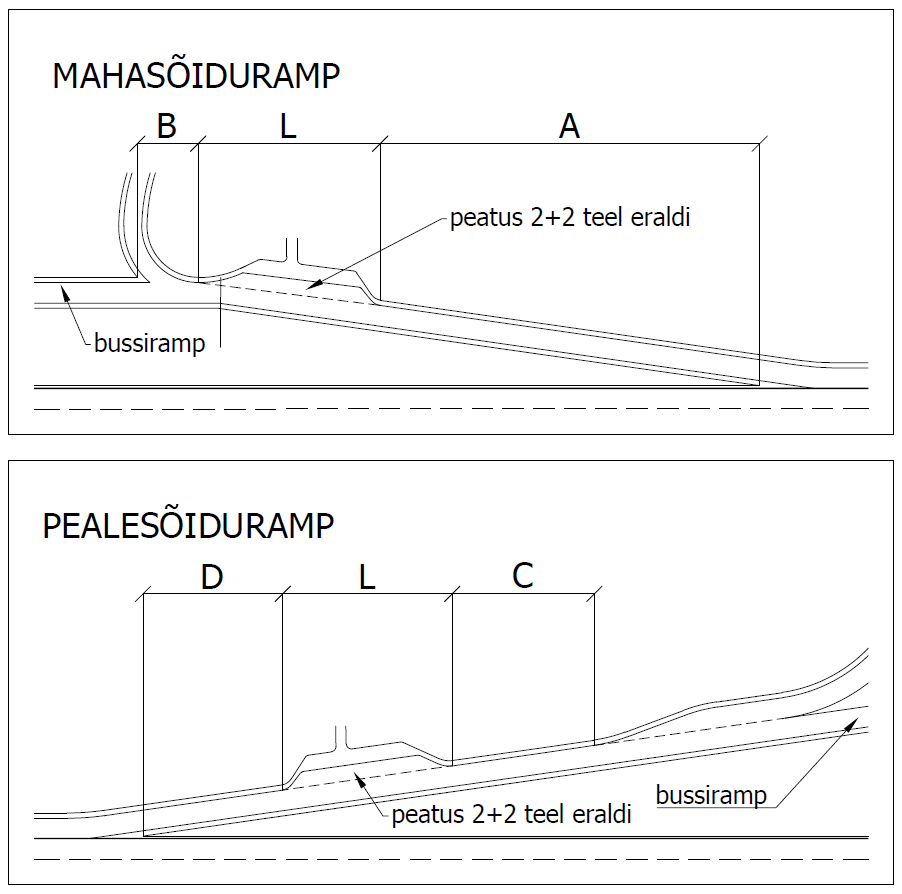 MAHASÕIDURAMP
B L A
peatus 2+2 teel eraldi
bussiramp
PEALESÕIDURAMP
D L C
bussiramp
peatus 2+2 teel eraldi